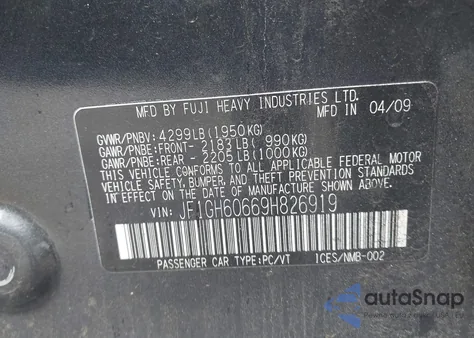 MFD BY FUJI HEAVY INDUSTRIES LTD.
MFD IN 04/09
GVWR/PNBV: 4299LB(1950KG)
GAWR/PNBE:FRONT- 2183LB( 990KG)
GAWR/PNBE:REAR - 2205LB(1000KG)
THIS VEHICLE CONFORMS TO ALL APPLICABLE FEDERAL MOTOR
VEHICLE SAFETY, BUMPER, AND THEFT PREVENTION STANDARDS
IN EFFECT ON THE DATE OF MANUFACTURE SHOWN ABOVE.
VIN: JF1GH60669H826919
PASSENGER CAR TYPE:PC/VT ICES/NMB-002
autoSnap
BY STAT.VIN